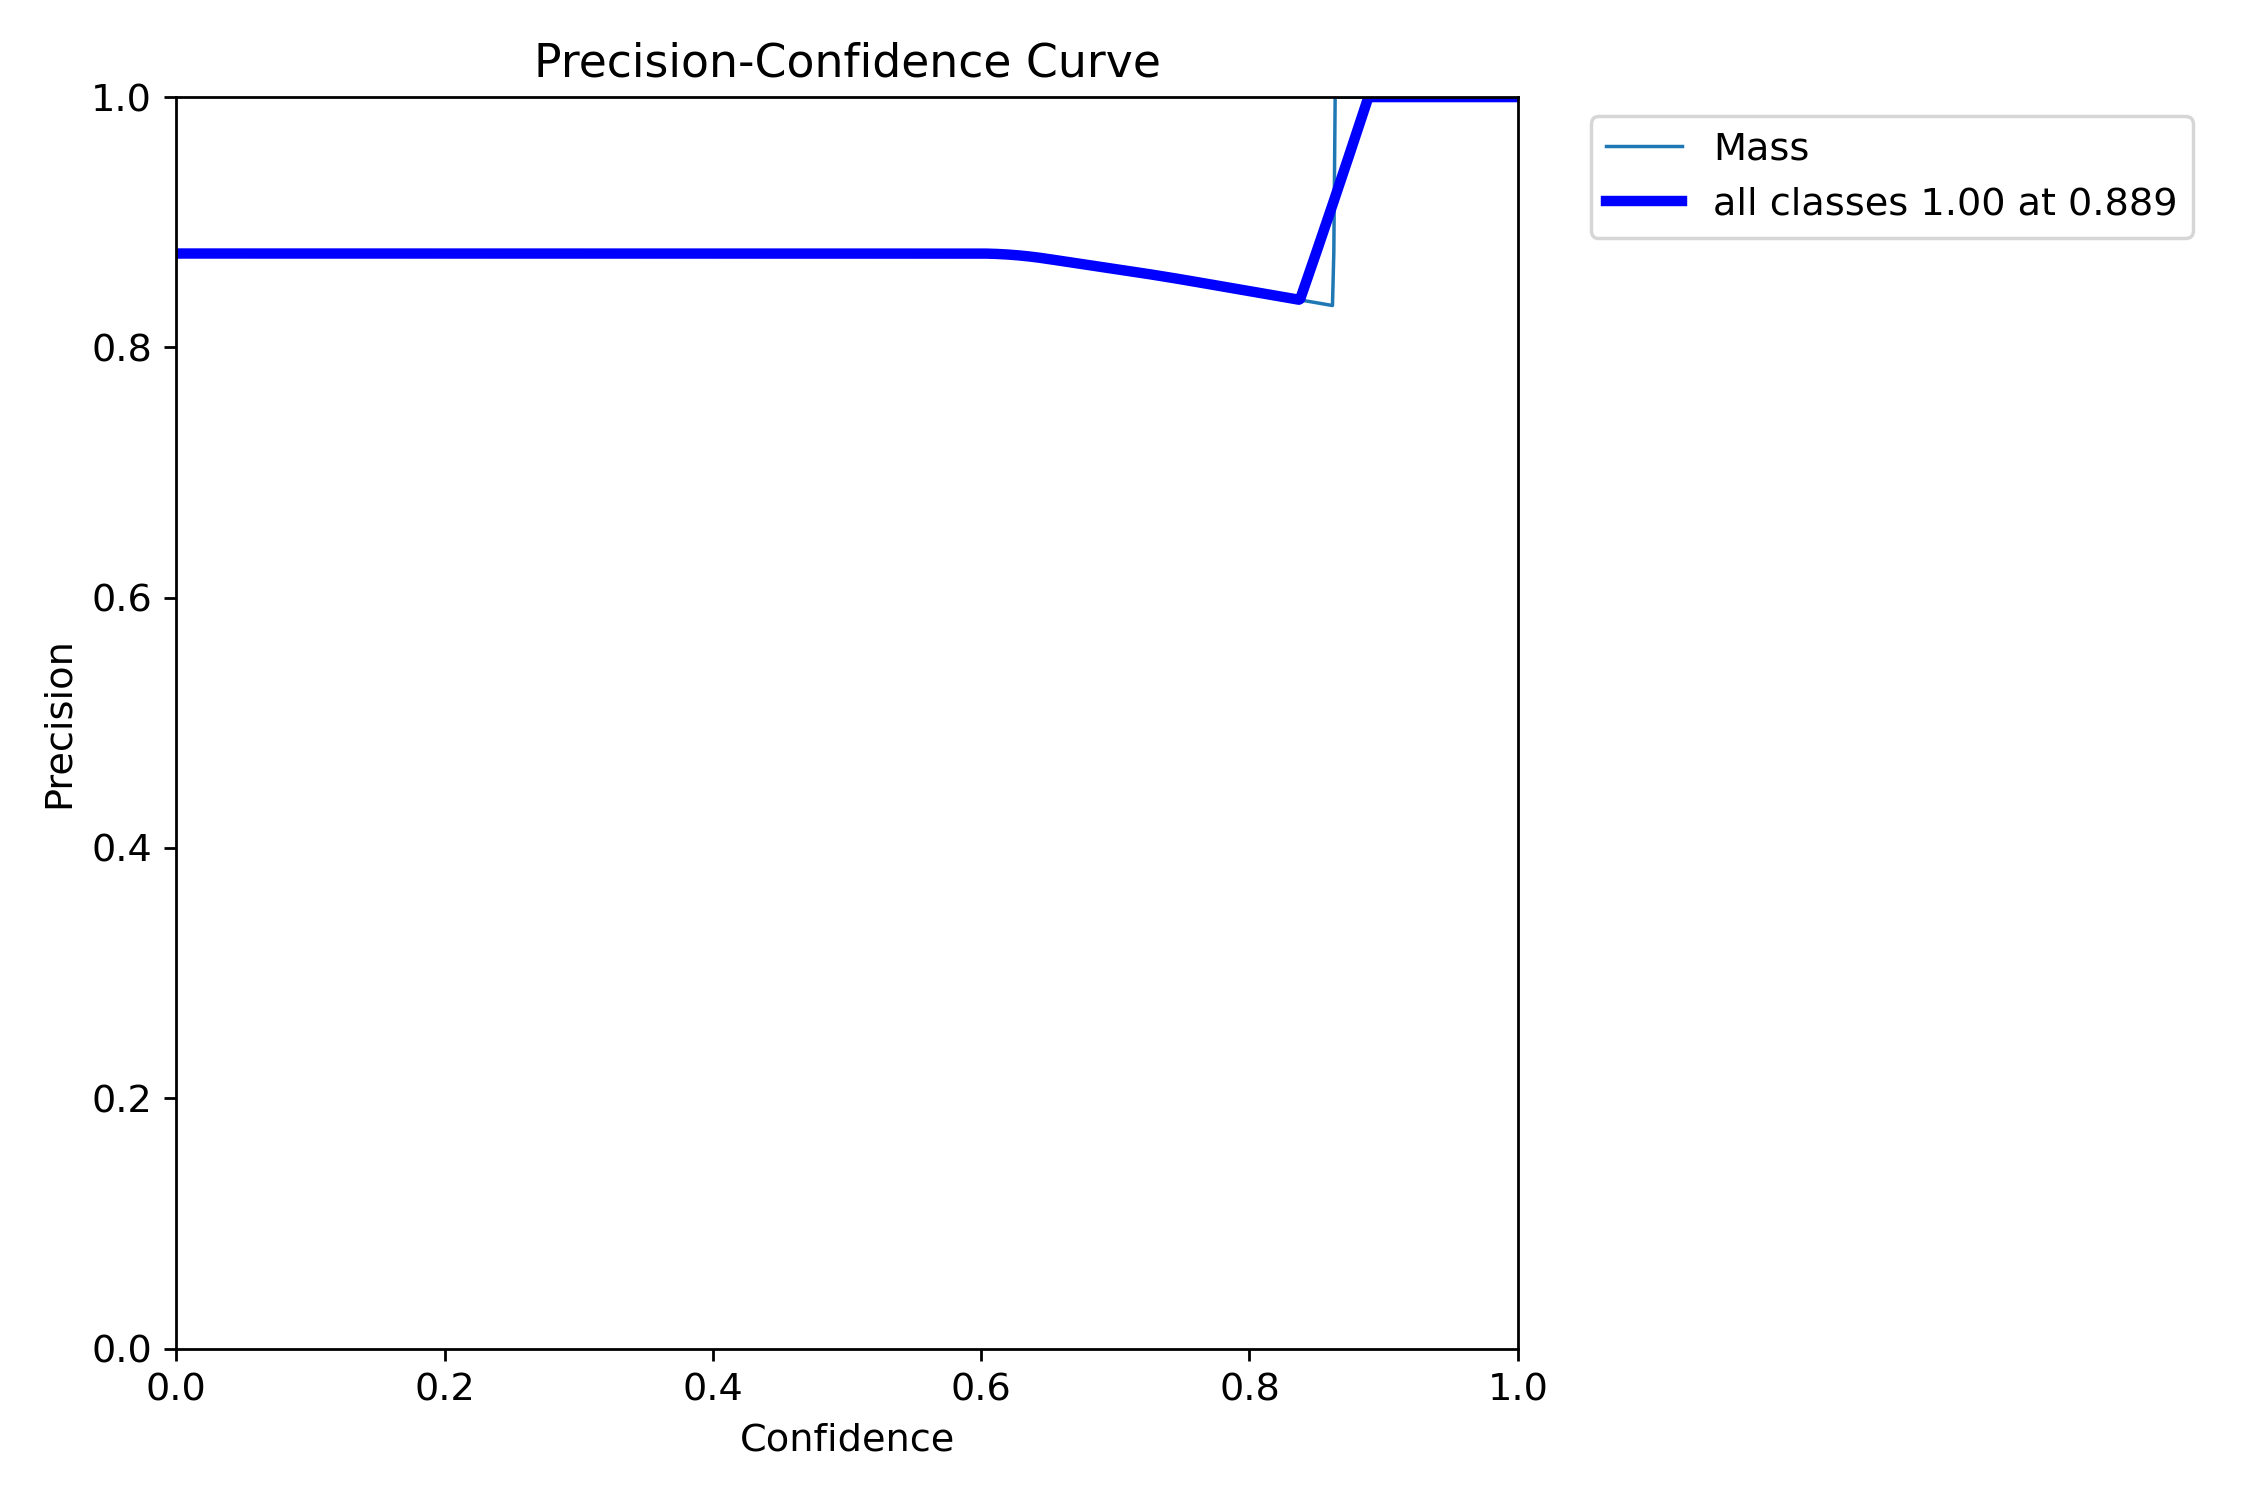 Precision-Confidence Curve
Mass
all classes 1.00 at 0.889
1.0
0.8
0.6
0.4
0.2
0.0
Precision
0.0 0.2 0.4 0.6 0.8 1.0
Confidence